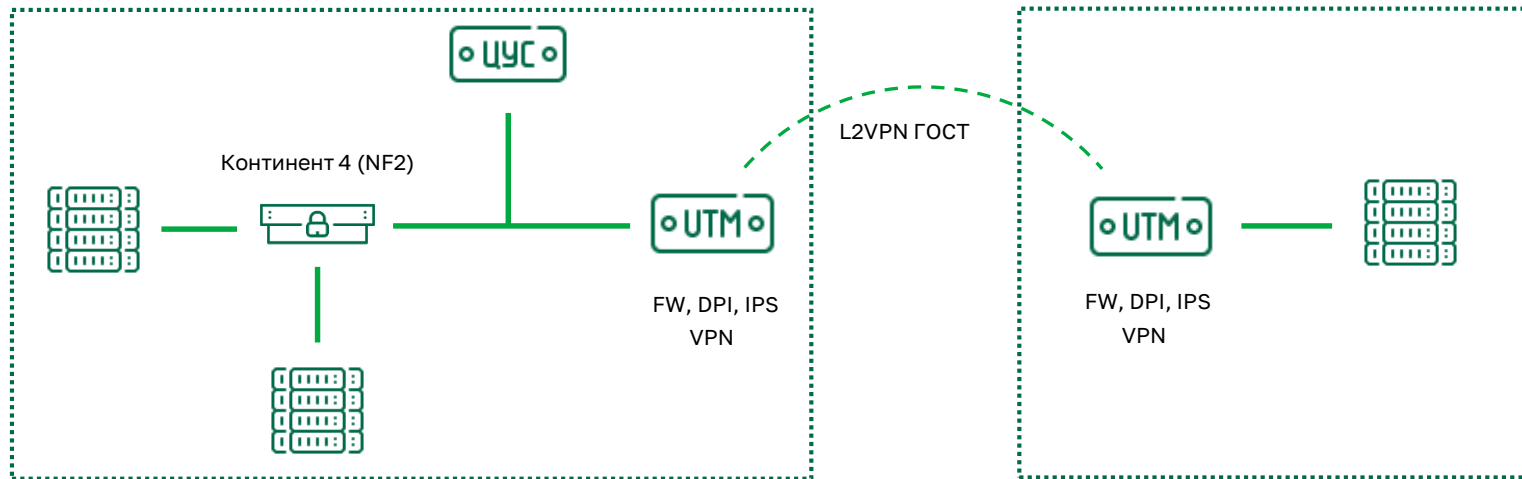 ЦУС
L2VPN ГОСТ
Континент 4 (NF2)
UTM
UTM
FW, DPI, IPS
VPN
FW, DPI, IPS
VPN